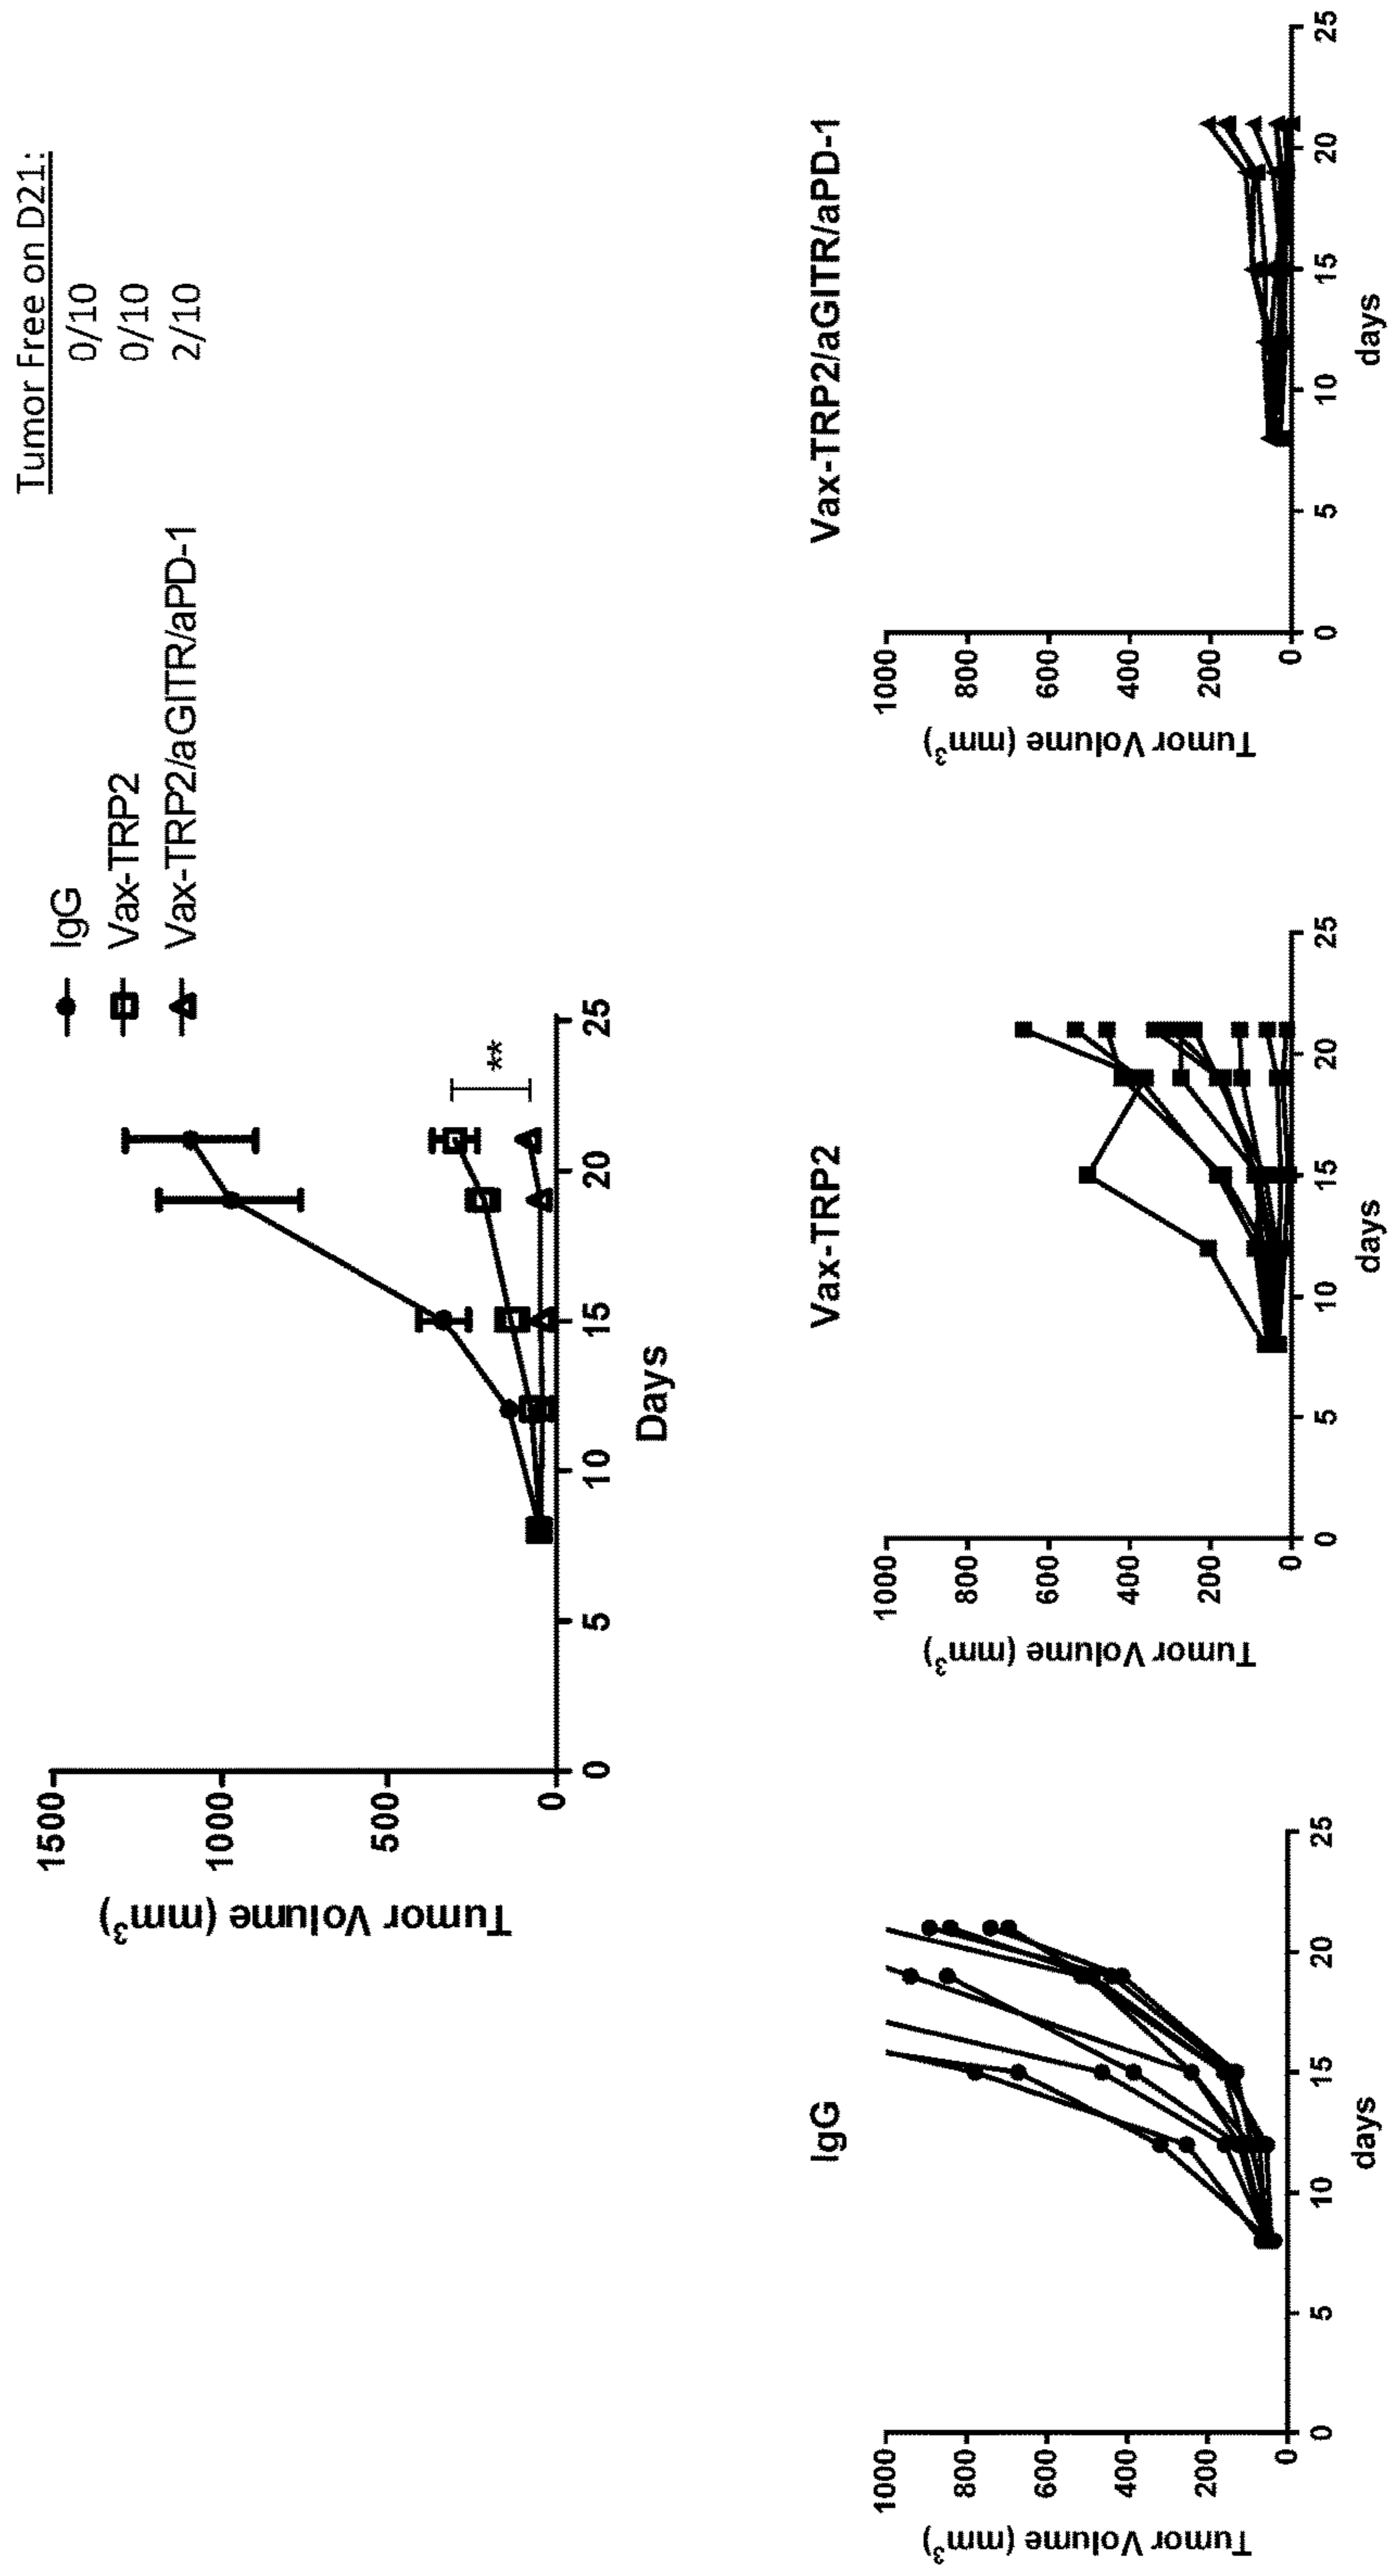 Tumor Free on D21:
IgG 0/10
Vax-TRP2 0/10
Vax-TRP2/aGITR/aPD-1 2/10
Tumor Volume (mm³)
1500
1000
500
0
**
0 5 10 15 20 25
Days
IgG
Tumor Volume (mm³)
1000
800
600
400
200
0
0 5 10 15 20 25
days
Vax-TRP2
Tumor Volume (mm³)
1000
800
600
400
200
0
0 5 10 15 20 25
days
Vax-TRP2/aGITR/aPD-1
Tumor Volume (mm³)
1000
800
600
400
200
0
0 5 10 15 20 25
days